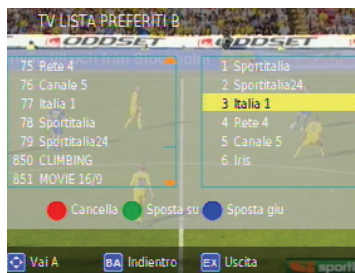 TV LISTA PREFERITI B
ODDSET
ODDSET
75 Rete 4
76 Canale 5
77 Italia 1
78 Sportitalia
79 Sportitalia24
850 CLIMBING
851 MOVIE 16/9
1 Sportitalia
2 Sportitalia24
3 Italia 1
4 Rete 4
5 Canale 5
6 Iris
Cancella
Sposta su
Sposta giu
Vai A
BA Indientro
EX Uscita
sporti